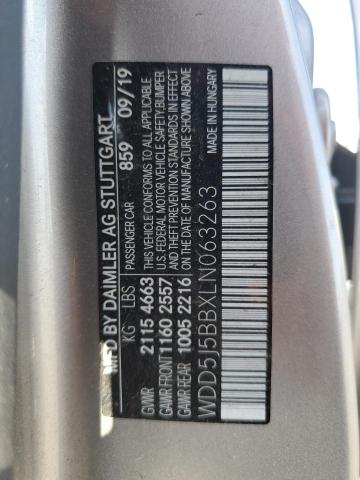 MFD BY DAIMLER AG STUTTGART
PASSENGER CAR 859 09/19
KG LBS
GVWR 2115 4663
GAWR FRONT 1160 2557
GAWR REAR 1005 2216
THIS VEHICLE CONFORMS TO ALL APPLICABLE
U.S. FEDERAL MOTOR VEHICLE SAFETY,BUMPER,
THEFT PREVENTION STANDARDS IN EFFECT
ON THE DATE OF MANUFACTURE SHOWN ABOVE
WDD5J5BBXLN063263
MADE IN HUNGARY